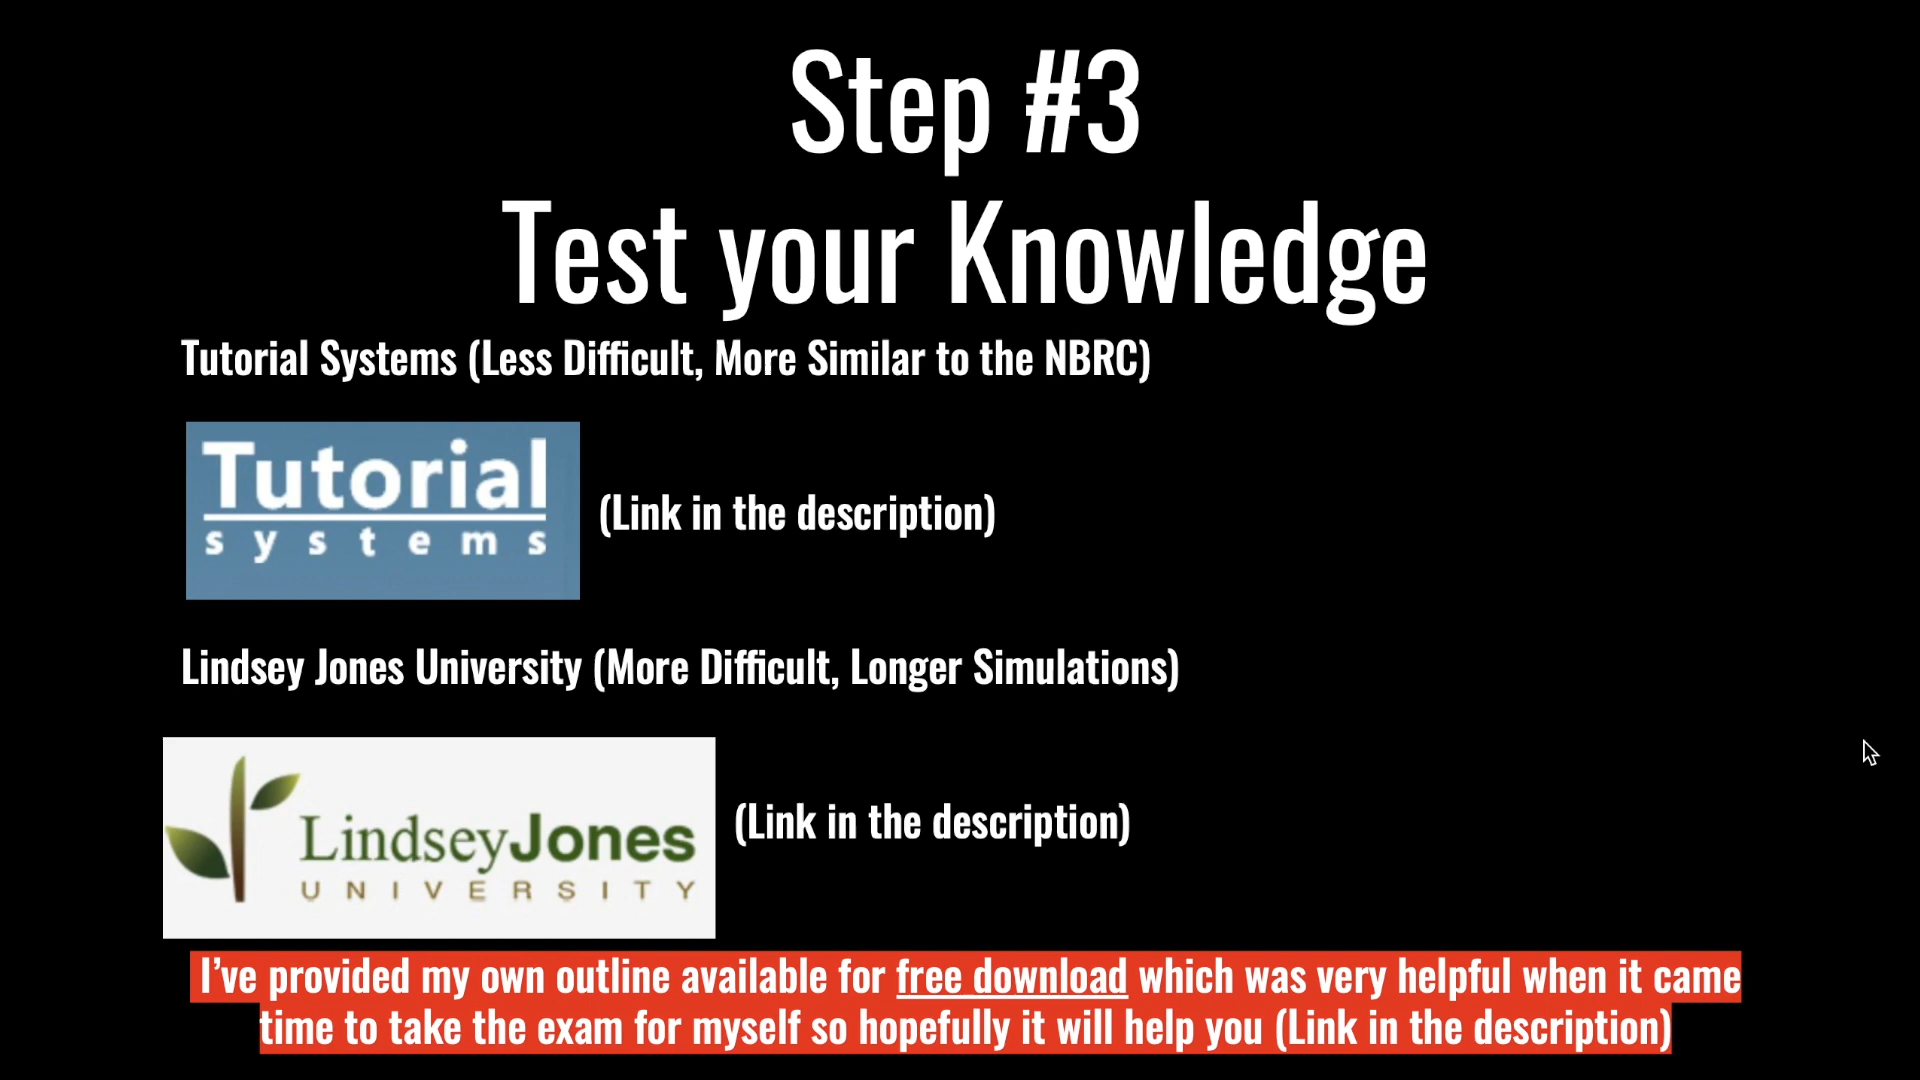 Step #3
Test your Knowledge
Tutorial Systems (Less Difficult, More Similar to the NBRC)
Tutorial
systems
(Link in the description)
Lindsey Jones University (More Difficult, Longer Simulations)
LindseyJones
UNIVERSITY
(Link in the description)
I’ve provided my own outline available for free download which was very helpful when it came
time to take the exam for myself so hopefully it will help you (Link in the description)